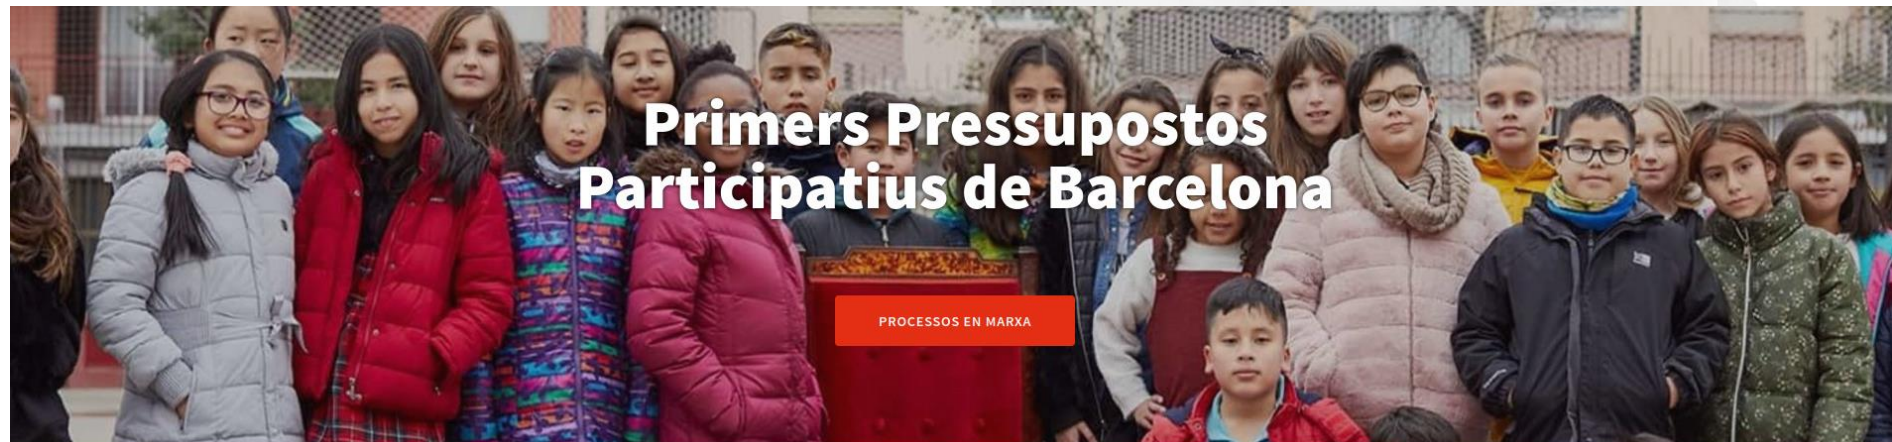 Primers Pressupostos
Participatius de Barcelona
PROCESSOS EN MARXA